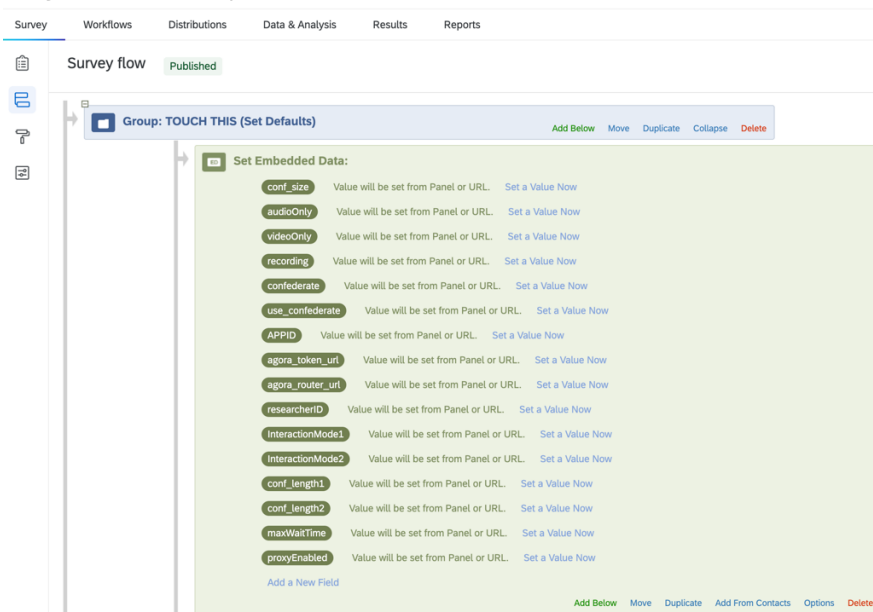 Survey Workflows Distributions Data & Analysis Results Reports
Survey flow Published
Group: TOUCH THIS (Set Defaults) Add Below Move Duplicate Collapse Delete
Set Embedded Data:
conf_size Value will be set from Panel or URL. Set a Value Now
audioOnly Value will be set from Panel or URL. Set a Value Now
videoOnly Value will be set from Panel or URL. Set a Value Now
recording Value will be set from Panel or URL. Set a Value Now
confederate Value will be set from Panel or URL. Set a Value Now
use_confederate Value will be set from Panel or URL. Set a Value Now
APPID Value will be set from Panel or URL. Set a Value Now
agora_token_url Value will be set from Panel or URL. Set a Value Now
agora_router_url Value will be set from Panel or URL. Set a Value Now
researcherID Value will be set from Panel or URL. Set a Value Now
InteractionMode1 Value will be set from Panel or URL. Set a Value Now
InteractionMode2 Value will be set from Panel or URL. Set a Value Now
conf_length1 Value will be set from Panel or URL. Set a Value Now
conf_length2 Value will be set from Panel or URL. Set a Value Now
maxWaitTime Value will be set from Panel or URL. Set a Value Now
proxyEnabled Value will be set from Panel or URL. Set a Value Now
Add a New Field
Add Below Move Duplicate Add From Contacts Options Delete